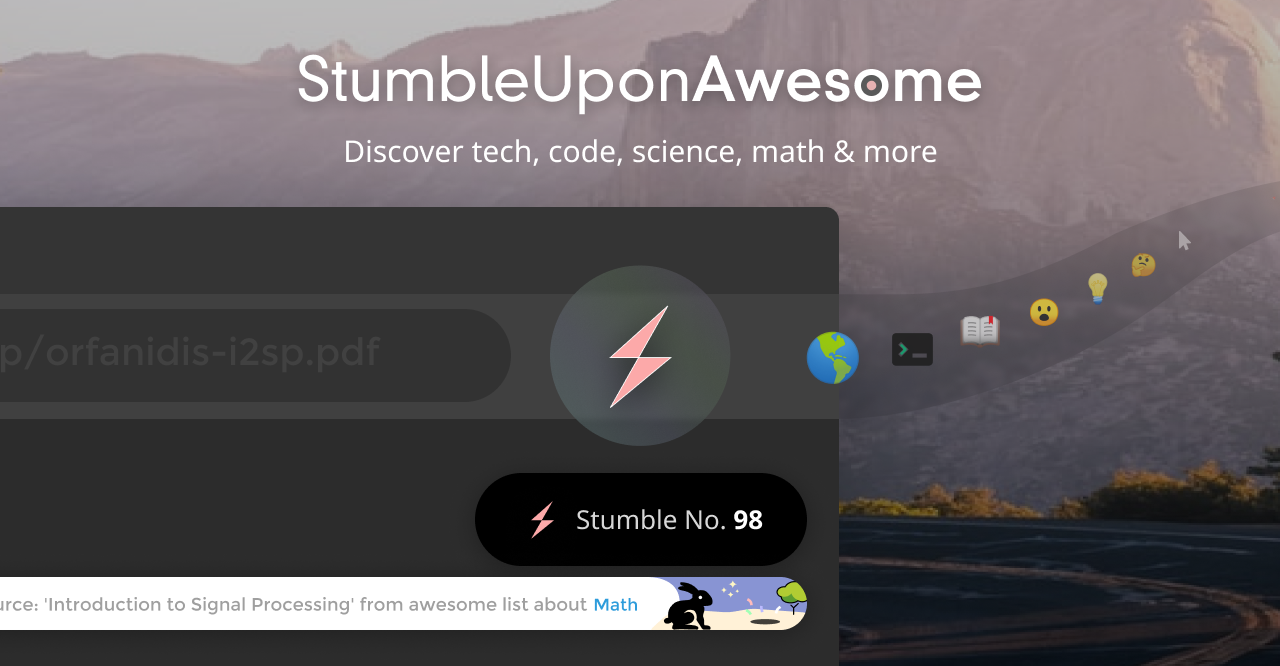 StumbleUponAwesome
Discover tech, code, science, math & more
p/orfanidis-i2sp.pdf
Stumble No. 98
urce: 'Introduction to Signal Processing' from awesome list about Math